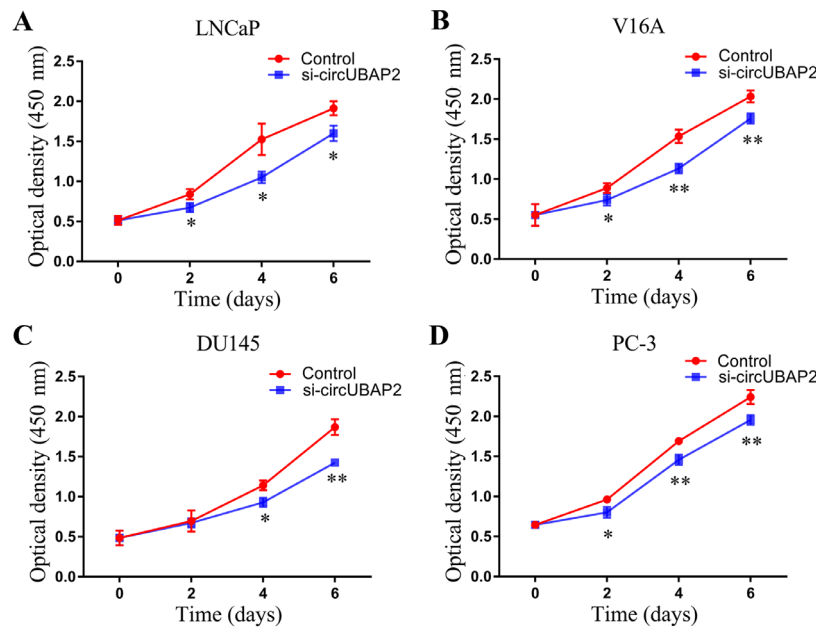 A
LNCaP
Control
si-circUBAP2
Optical density (450 nm)
2.5
2.0
1.5
1.0
0.5
0.0
*
*
*
0 2 4 6
Time (days)
B
V16A
Control
si-circUBAP2
Optical density (450 nm)
2.5
2.0
1.5
1.0
0.5
0.0
*
**
**
0 2 4 6
Time (days)
C
DU145
Control
si-circUBAP2
Optical density (450 nm)
2.5
2.0
1.5
1.0
0.5
0.0
*
**
0 2 4 6
Time (days)
D
PC-3
Control
si-circUBAP2
Optical density (450 nm)
2.5
2.0
1.5
1.0
0.5
0.0
*
**
**
0 2 4 6
Time (days)